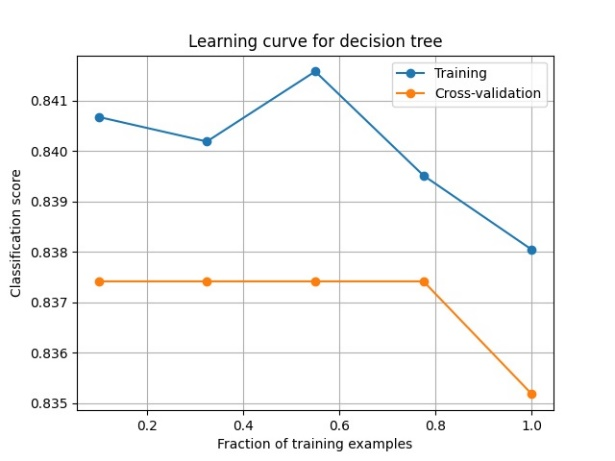 Learning curve for decision tree
Training
Cross-validation
0.841
0.840
0.839
0.838
0.837
0.836
0.835
Classification score
0.2 0.4 0.6 0.8 1.0
Fraction of training examples